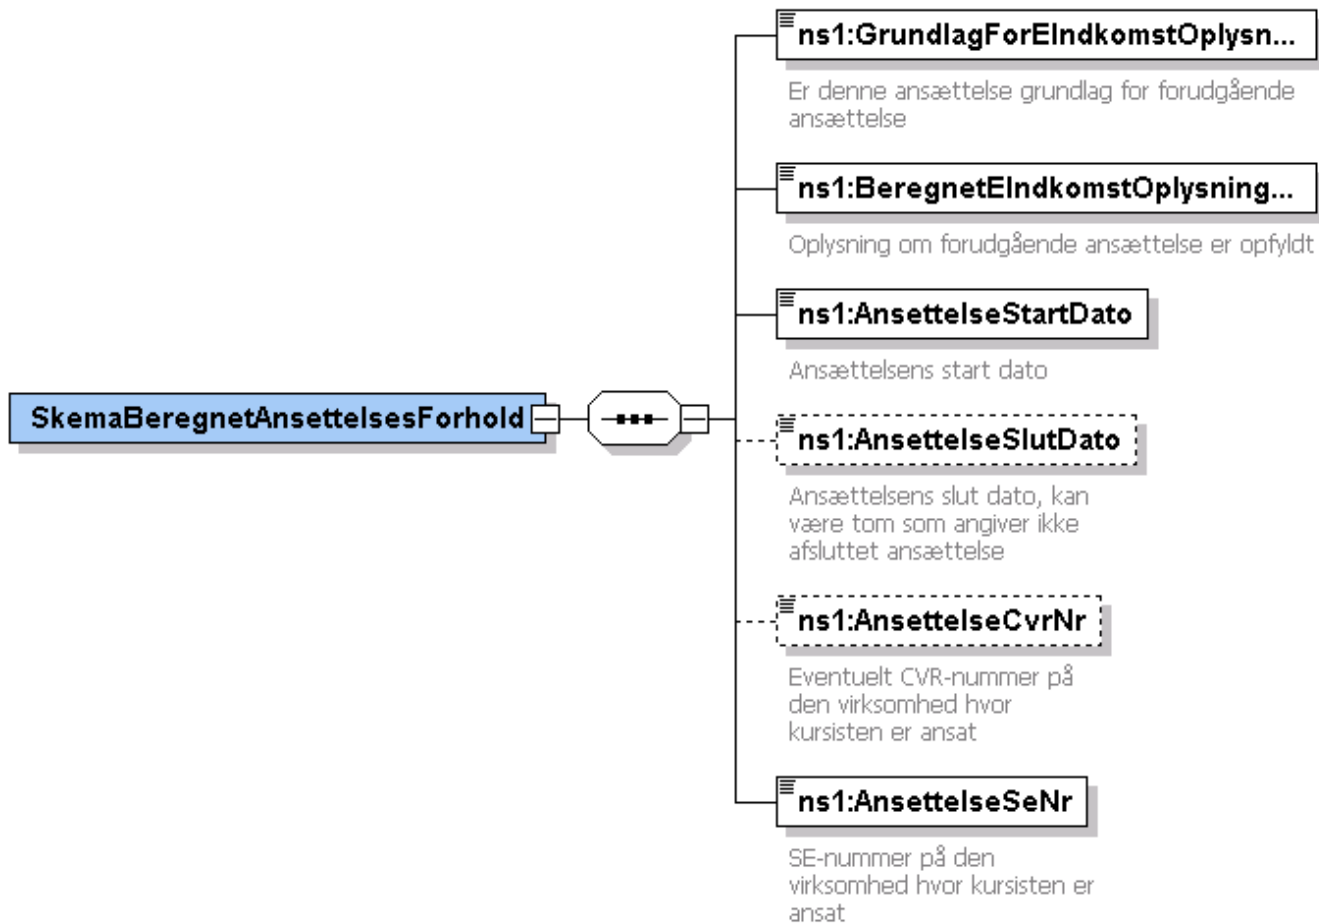 ns1:GrundlagForEIndkomstOplysn...
Er denne ansættelse grundlag for forudgående
ansættelse
ns1:BeregnetEIndkomstOplysning...
Oplysning om forudgående ansættelse er opfyldt
ns1:AnsettelseStartDato
Ansættelsens start dato
SkemaBeregnetAnsettelsesForhold
ns1:AnsettelseSlutDato
Ansættelsens slut dato, kan
være tom som angiver ikke
afsluttet ansættelse
ns1:AnsettelseCvrNr
Eventuelt CVR-nummer på
den virksomhed hvor
kursisten er ansat
ns1:AnsettelseSeNr
SE-nummer på den
virksomhed hvor kursisten er
ansat